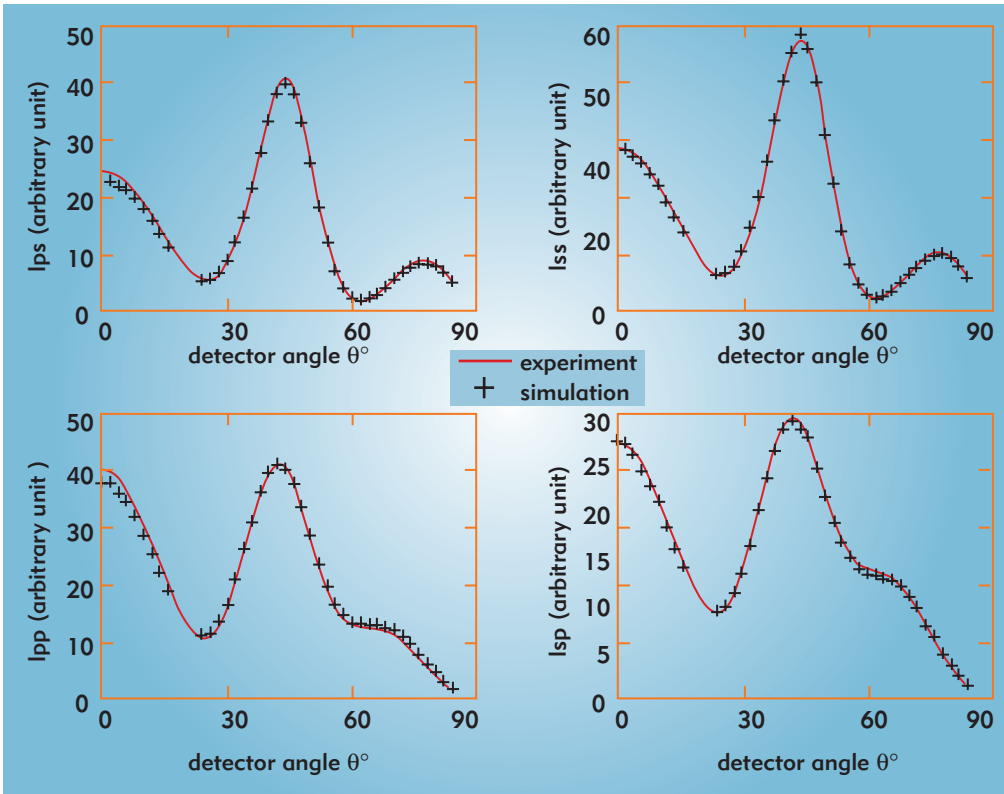 50
40
30
20
10
0
Ips (arbitrary unit)
0 30 60 90
detector angle θ°
60
50
40
30
20
0
Iss (arbitrary unit)
0 30 60 90
detector angle θ°
experiment
simulation
50
40
30
20
10
0
Ipp (arbitrary unit )
0 30 60 90
detector angle θ°
30
25
20
15
10
5
0
Isp (arbitrary unit)
0 30 60 90
detector angle θ°